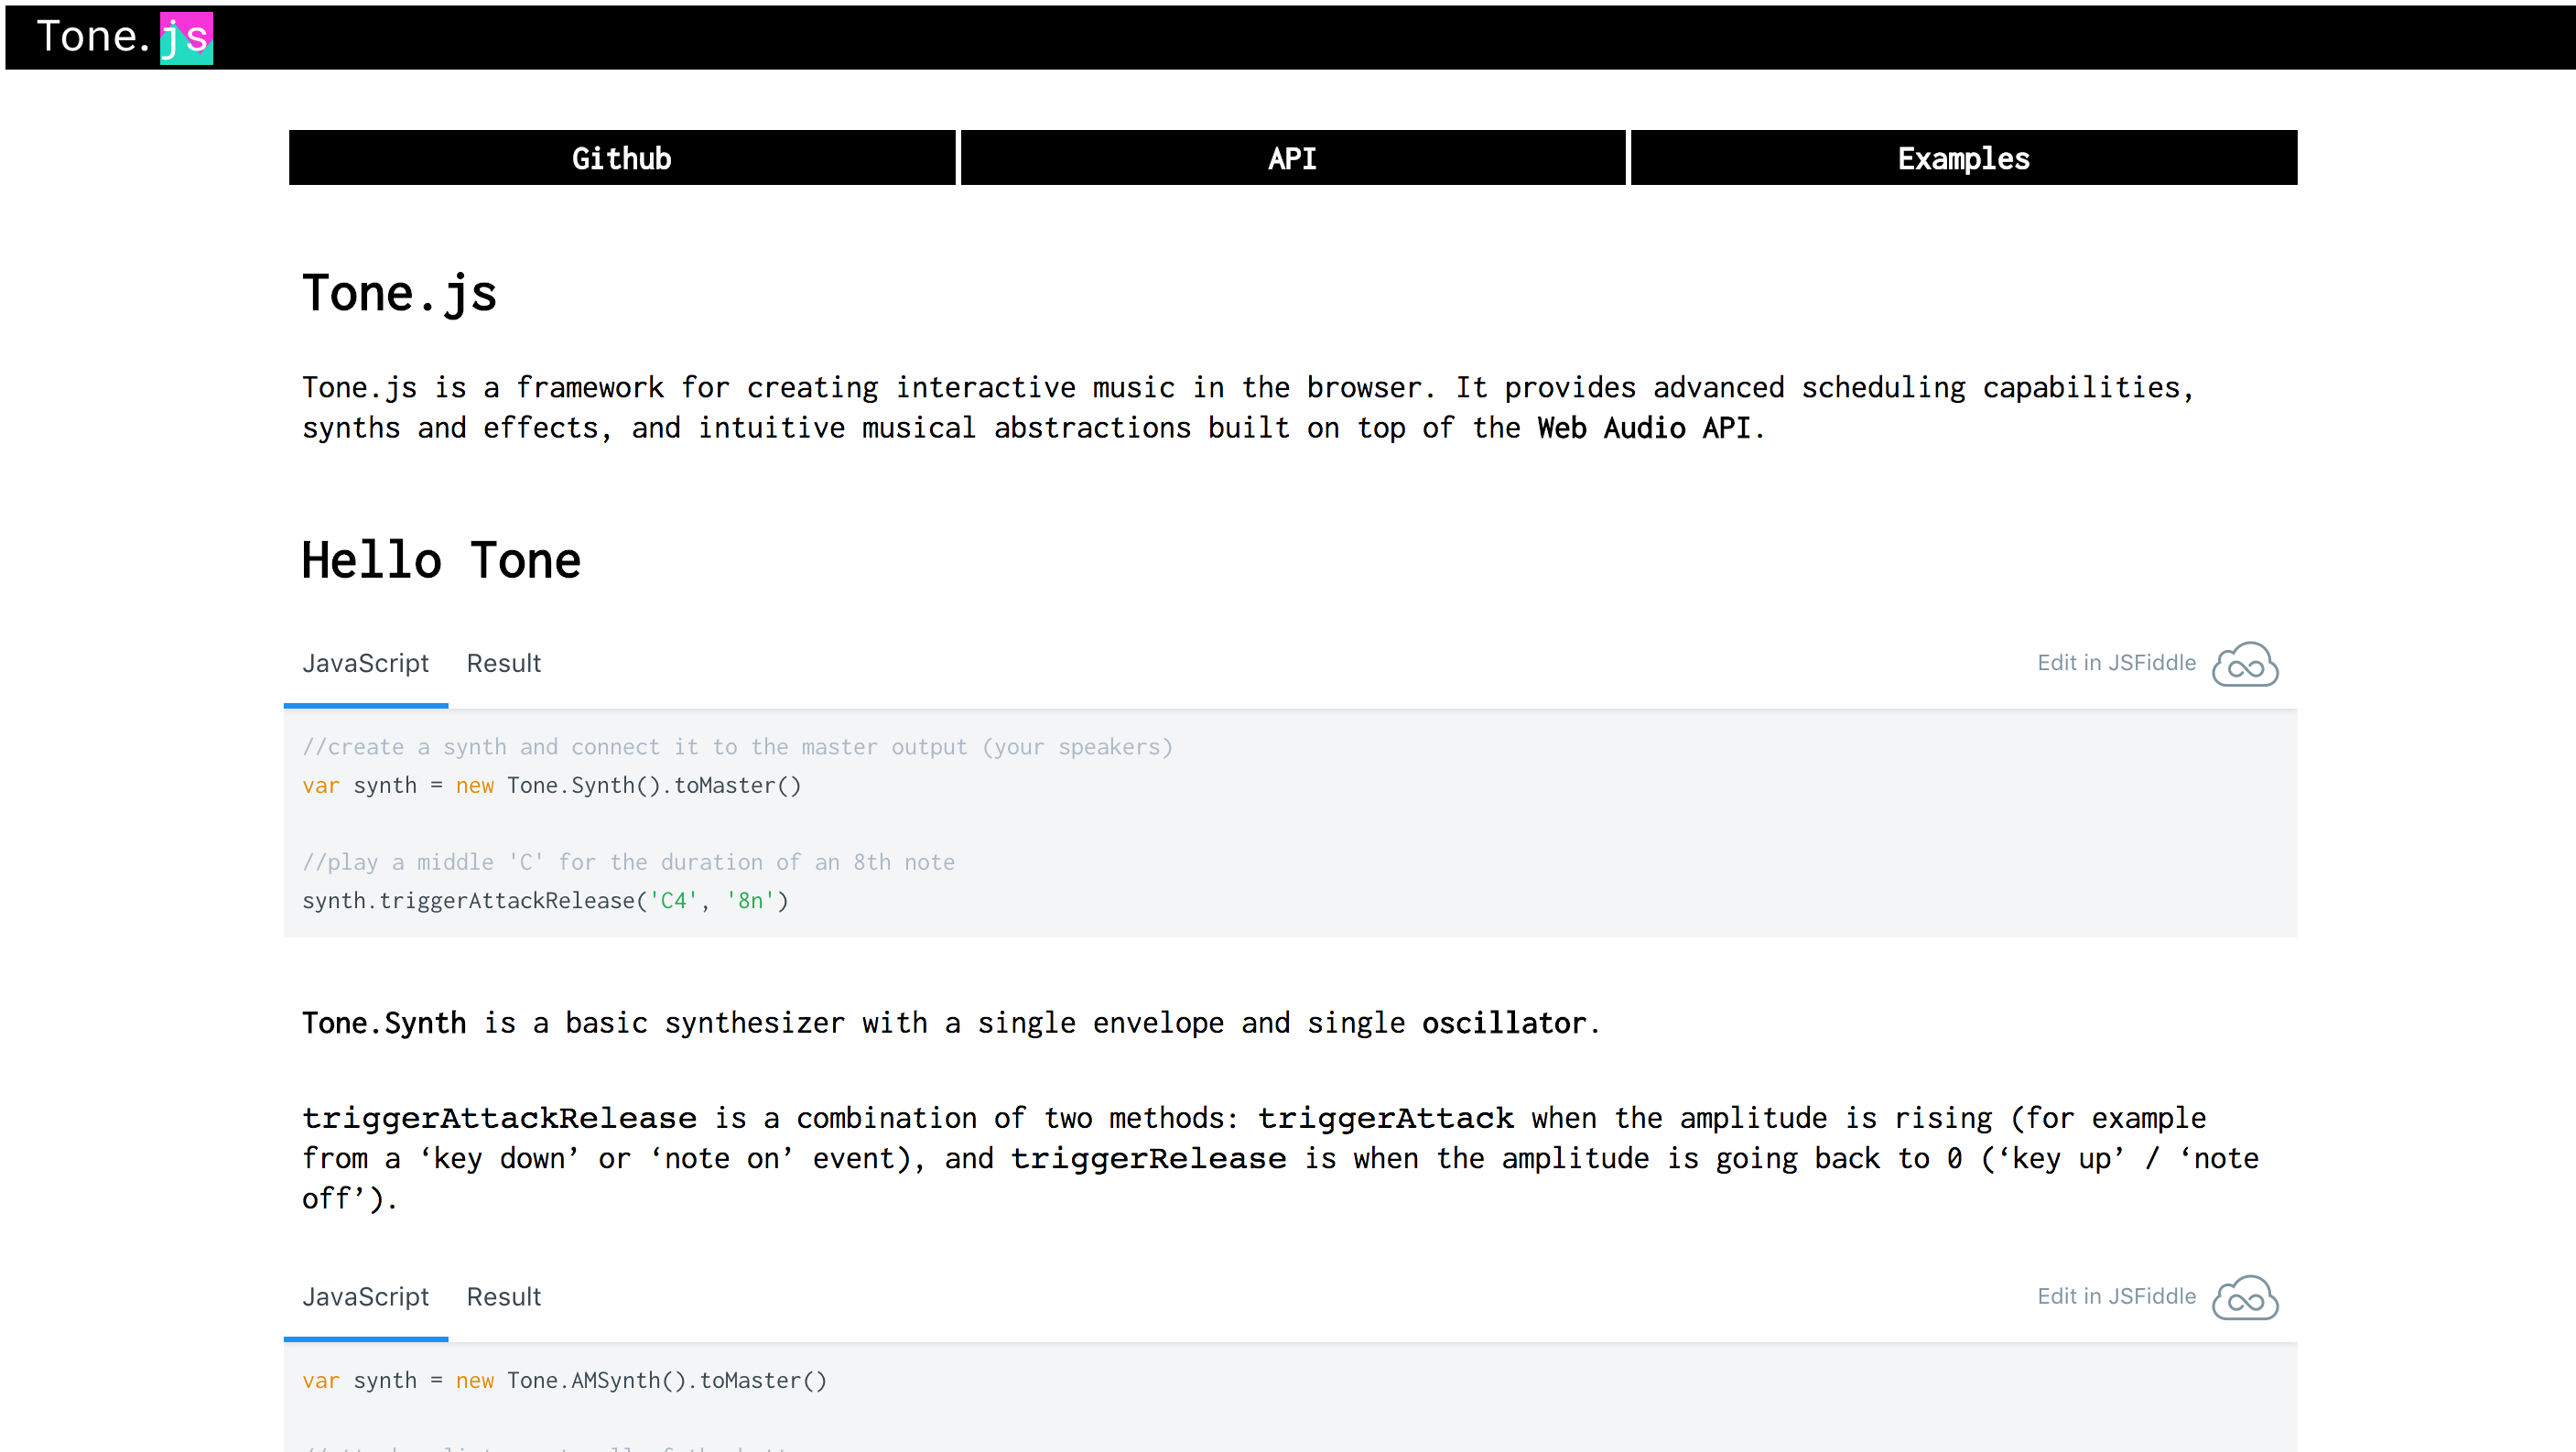 Tone.js
Github
API
Examples
Tone.js
Tone.js is a framework for creating interactive music in the browser. It provides advanced scheduling capabilities,
synths and effects, and intuitive musical abstractions built on top of the Web Audio API.
Hello Tone
JavaScript Result Edit in JSFiddle
//create a synth and connect it to the master output (your speakers)
var synth = new Tone.Synth().toMaster()
//play a middle 'C' for the duration of an 8th note
synth.triggerAttackRelease('C4', '8n')
Tone.Synth is a basic synthesizer with a single envelope and single oscillator.
triggerAttackRelease is a combination of two methods: triggerAttack when the amplitude is rising (for example
from a ‘key down’ or ‘note on’ event), and triggerRelease is when the amplitude is going back to 0 (‘key up’ / ‘note
off’).
JavaScript Result Edit in JSFiddle
var synth = new Tone.AMSynth().toMaster()